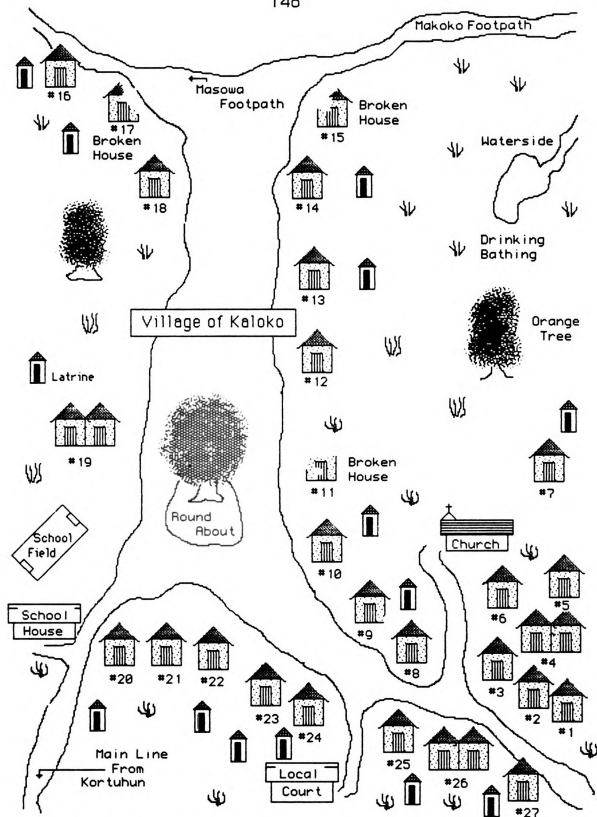 148
Makoko Footpath
Masowa
Footpath
#16
#17
Broken
House
Broken
House
#15
Waterside
#18
#14
Drinking
Bathing
#13
Village of Kaloko
Orange
Tree
#12
Latrine
#19
Broken
House
#11
#7
Round
About
School
Field
Church
#10
#5
#6
School
House
#9
#4
#8
#3
#20
#21
#22
#2
#1
#23
#24
#25
#26
Main Line
From
Kortuhun
Local
Court
#27